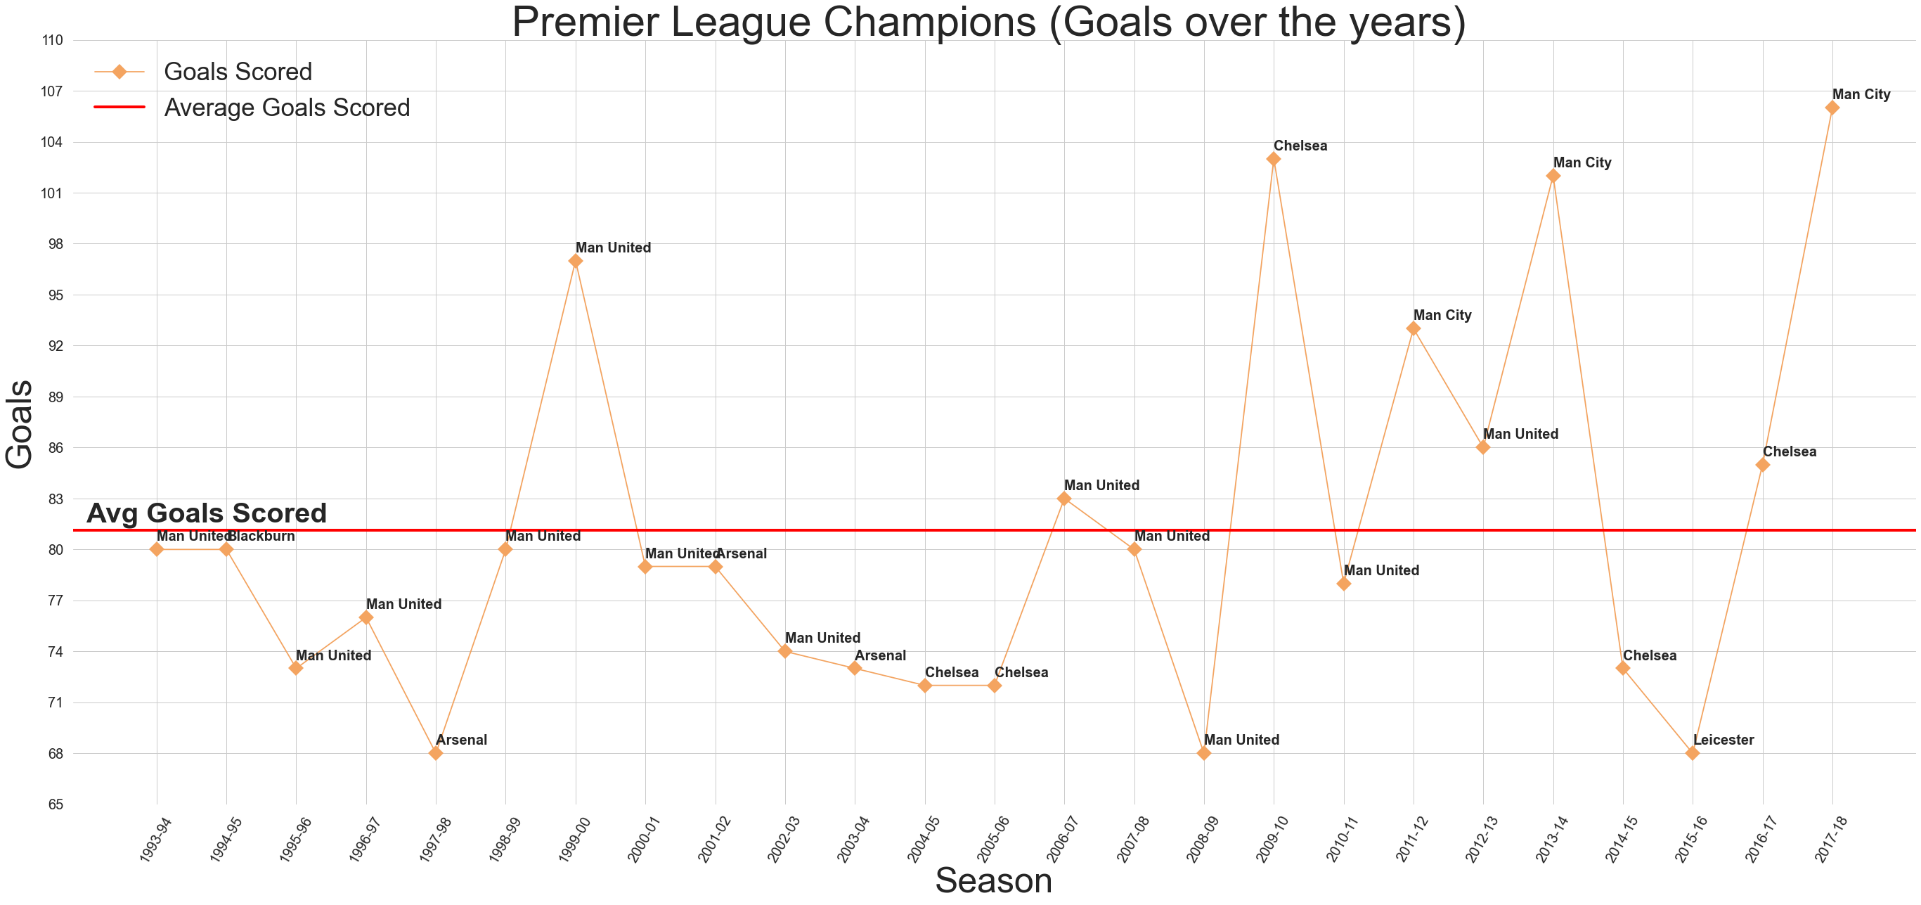 Premier League Champions (Goals over the years)
Goals Scored
Average Goals Scored
110
107
104
101
98
95
92
89
86
83
80
77
74
71
68
65
Goals
Avg Goals Scored
Man United
Blackburn
Man United
Man United
Arsenal
Man United
Man United
Man United
Arsenal
Man United
Arsenal
Chelsea
Chelsea
Man United
Man United
Man United
Chelsea
Man United
Man City
Man United
Man City
Chelsea
Leicester
Chelsea
Man City
1993-94
1994-95
1995-96
1996-97
1997-98
1998-99
1999-00
2000-01
2001-02
2002-03
2003-04
2004-05
2005-06
2006-07
2007-08
2008-09
2009-10
2010-11
2011-12
2012-13
2013-14
2014-15
2015-16
2016-17
2017-18
Season